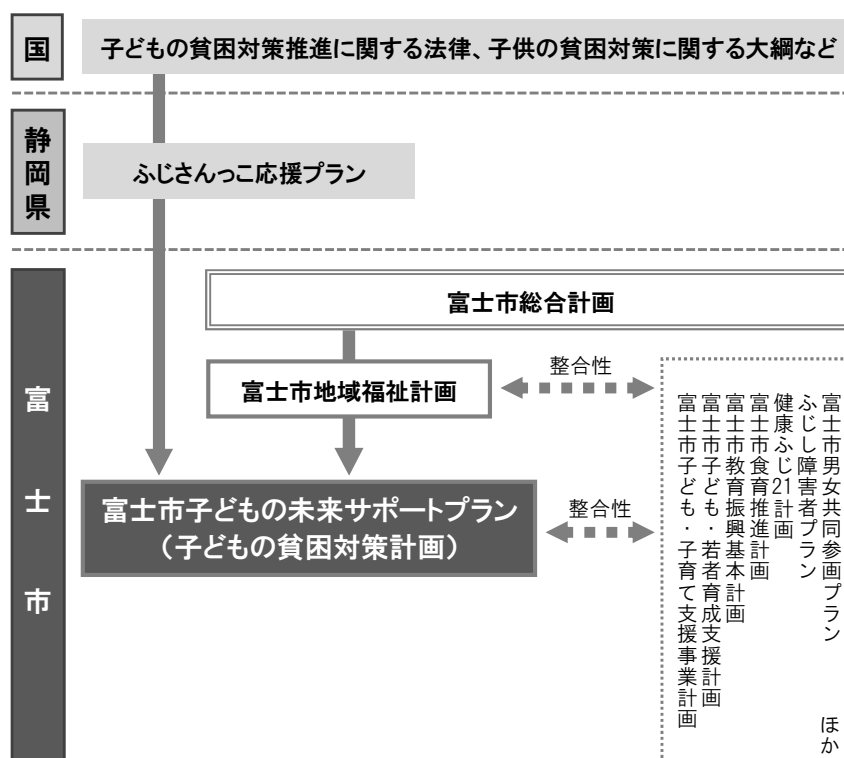 国
子どもの貧困対策推進に関する法律、子供の貧困対策に関する大綱など
静岡県
ふじさんっこ応援プラン
富士市
富士市総合計画
富士市地域福祉計画
整合性
富士市子どもの未来サポートプラン
（子どもの貧困対策計画）
整合性
富士市男女共同参画プラン　ほか
ふじし障害者プラン
健康ふじ21計画
富士市食育推進計画
富士市教育振興基本計画
富士市子ども・若者育成支援計画
富士市子ども・子育て支援事業計画